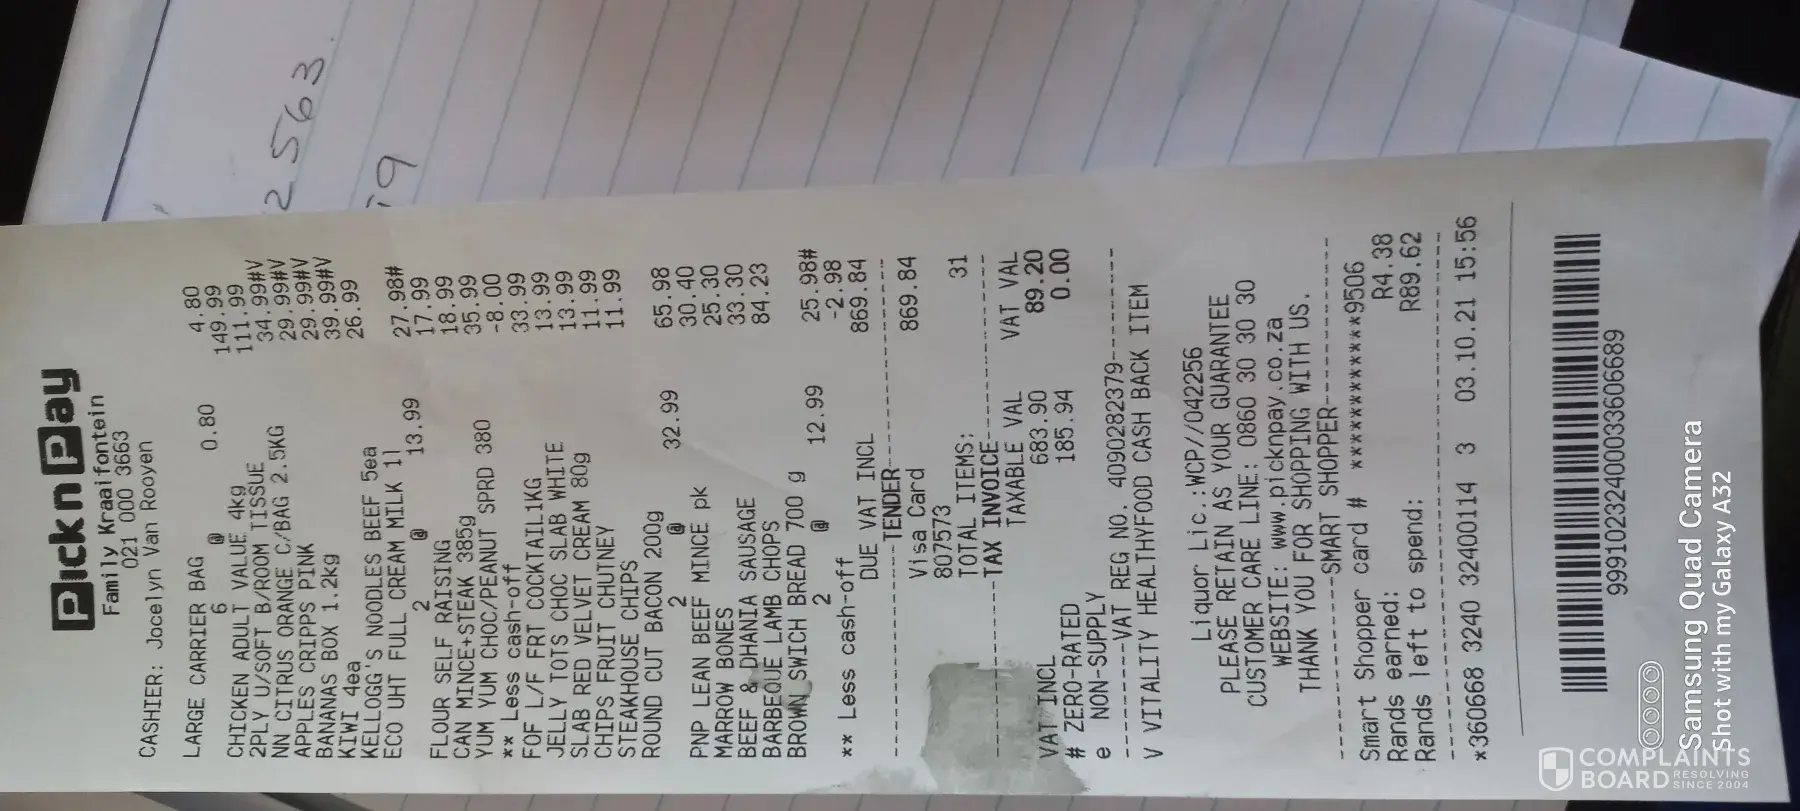 2563
59
Pick n Pay
Family Kraaifontein
021 000 3663
CASHIER: Jocelyn Van Rooyen
LARGE CARRIER BAG
6 @ 0.80 4.80
CHICKEN ADULT VALUE 4kg 149.99
2PLY U/SOFT B/ROOM TISSUE 111.99
NN CITRUS ORANGE C/BAG 2.5KG 34.99#V
APPLES CRIPPS PINK 29.99#V
BANANAS BOX 1.2kg 29.99#V
KIWI 4ea 39.99#V
KELLOGG'S NOODLES BEEF 5ea 26.99
ECO UHT FULL CREAM MILK 1l
2 @ 13.99 27.98#
FLOUR SELF RAISING 17.99
CAN MINCE+STEAK 385g 18.99
YUM YUM CHOC/PEANUT SPRD 380 35.99
** Less cash-off -8.00
FOF L/F FRT COCKTAIL1KG 33.99
JELLY TOTS CHOC SLAB WHITE 13.99
SLAB RED VELVET CREAM 80g 13.99
CHIPS FRUIT CHUTNEY 11.99
STEAKHOUSE CHIPS 11.99
ROUND CUT BACON 200g
2 @ 32.99 65.98
PNP LEAN BEEF MINCE pk 30.40
MARROW BONES 25.30
BEEF & DHANIA SAUSAGE 33.30
BARBEQUE LAMB CHOPS 84.23
BROWN SWICH BREAD 700 g
2 @ 12.99 25.98#
** Less cash-off -2.98
DUE VAT INCL 869.84
---------------TENDER---------------
Visa Card 869.84
807573
TOTAL ITEMS: 31
------------TAX INVOICE------------
TAXABLE VAL VAT VAL
VAT INCL 683.90 89.20
# ZERO-RATED 185.94 0.00
e NON-SUPPLY
--------VAT REG NO. 4090282379--------
V VITALITY HEALTHYFOOD CASH BACK ITEM
Liquor Lic.:WCP//042256
PLEASE RETAIN AS YOUR GUARANTEE
CUSTOMER CARE LINE: 0860 30 30 30
WEBSITE: www.picknpay.co.za
THANK YOU FOR SHOPPING WITH US.
------------SMART SHOPPER------------
Smart Shopper card # ************9506
Rands earned: R4.38
Rands left to spend: R89.62
*360668 3240 32400114 3 03.10.21 15:56
99910232400033606689
Samsung Quad Camera
Shot with my Galaxy A32
COMPLAINTS
BOARD RESOLVING
SINCE 2004